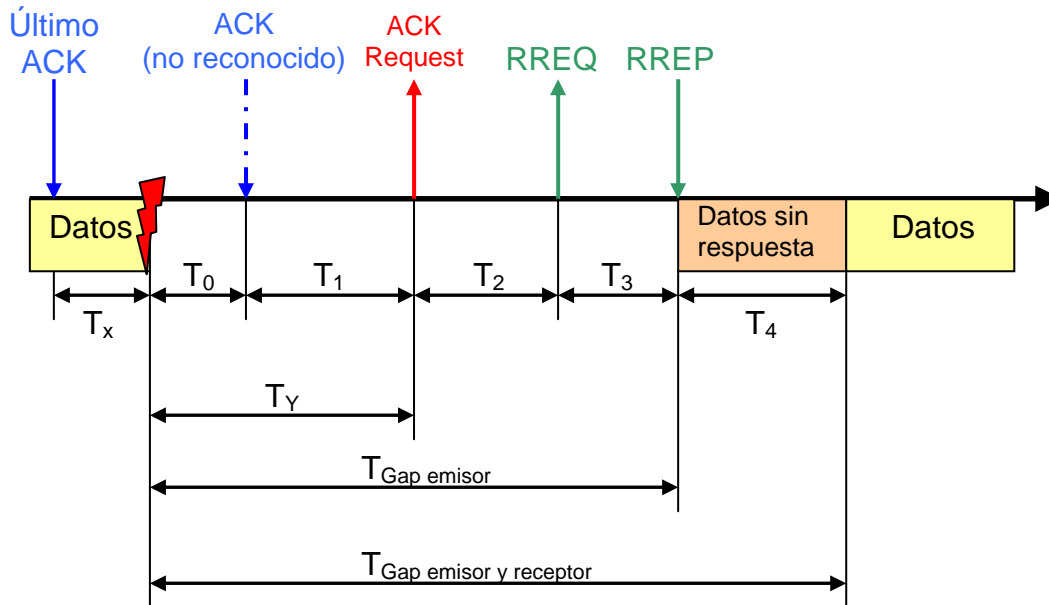 Último
ACK
ACK
(no reconocido)
ACK
Request
RREQ
RREP
Datos
Datos sin
respuesta
Datos
T0
T1
T2
T3
Tx
T4
TY
TGap emisor
TGap emisor y receptor